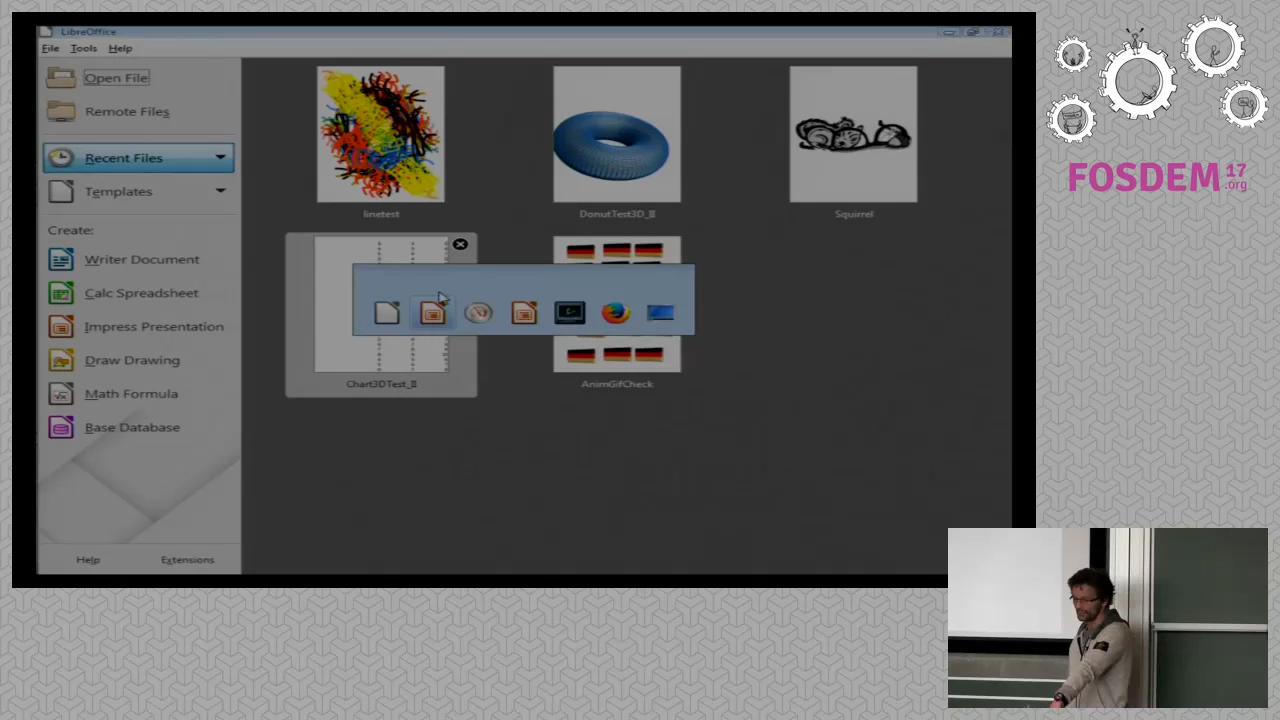 LibreOffice
File Tools Help
Open File
Remote Files
Recent Files
Templates
Create:
Writer Document
Calc Spreadsheet
Impress Presentation
Draw Drawing
Math Formula
Base Database
Help Extensions
linetest DonutTest3D_II Squirrel
Chart3DTest_II AnimGifCheck
FOSDEM 17
.org